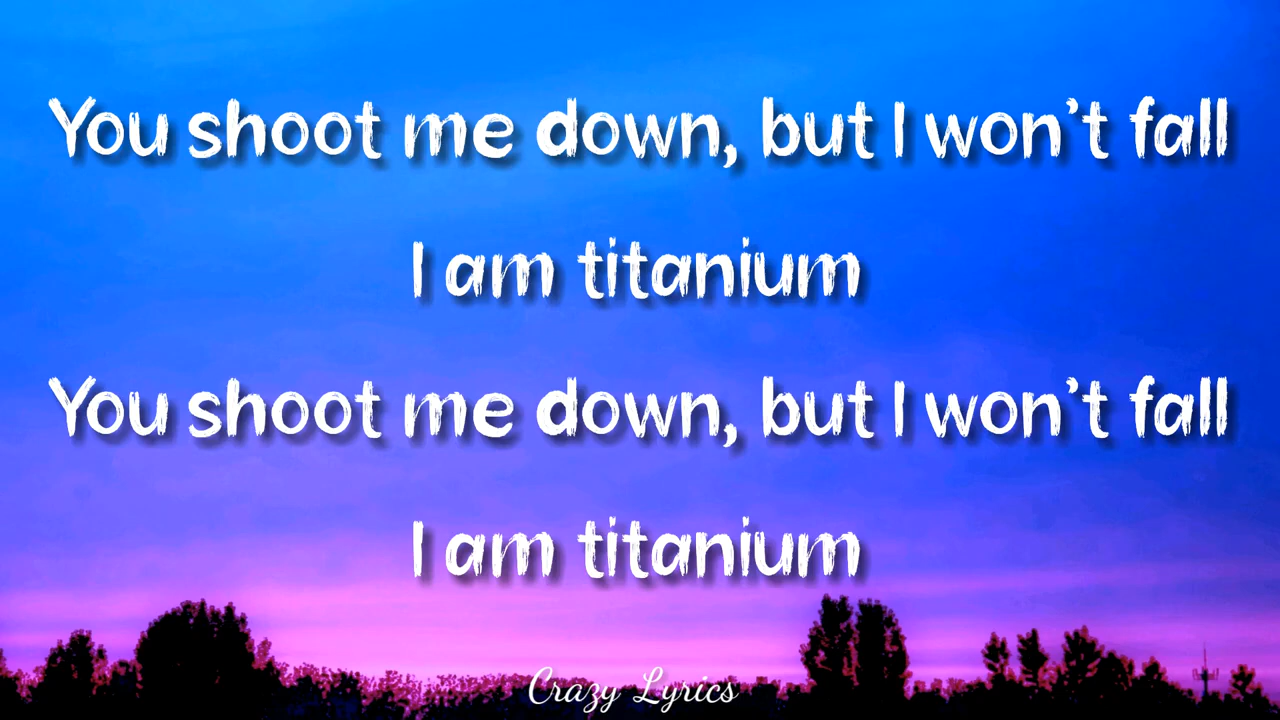 You shoot me down, but I won't fall
I am titanium
You shoot me down, but I won't fall
I am titanium
Crazy Lyrics